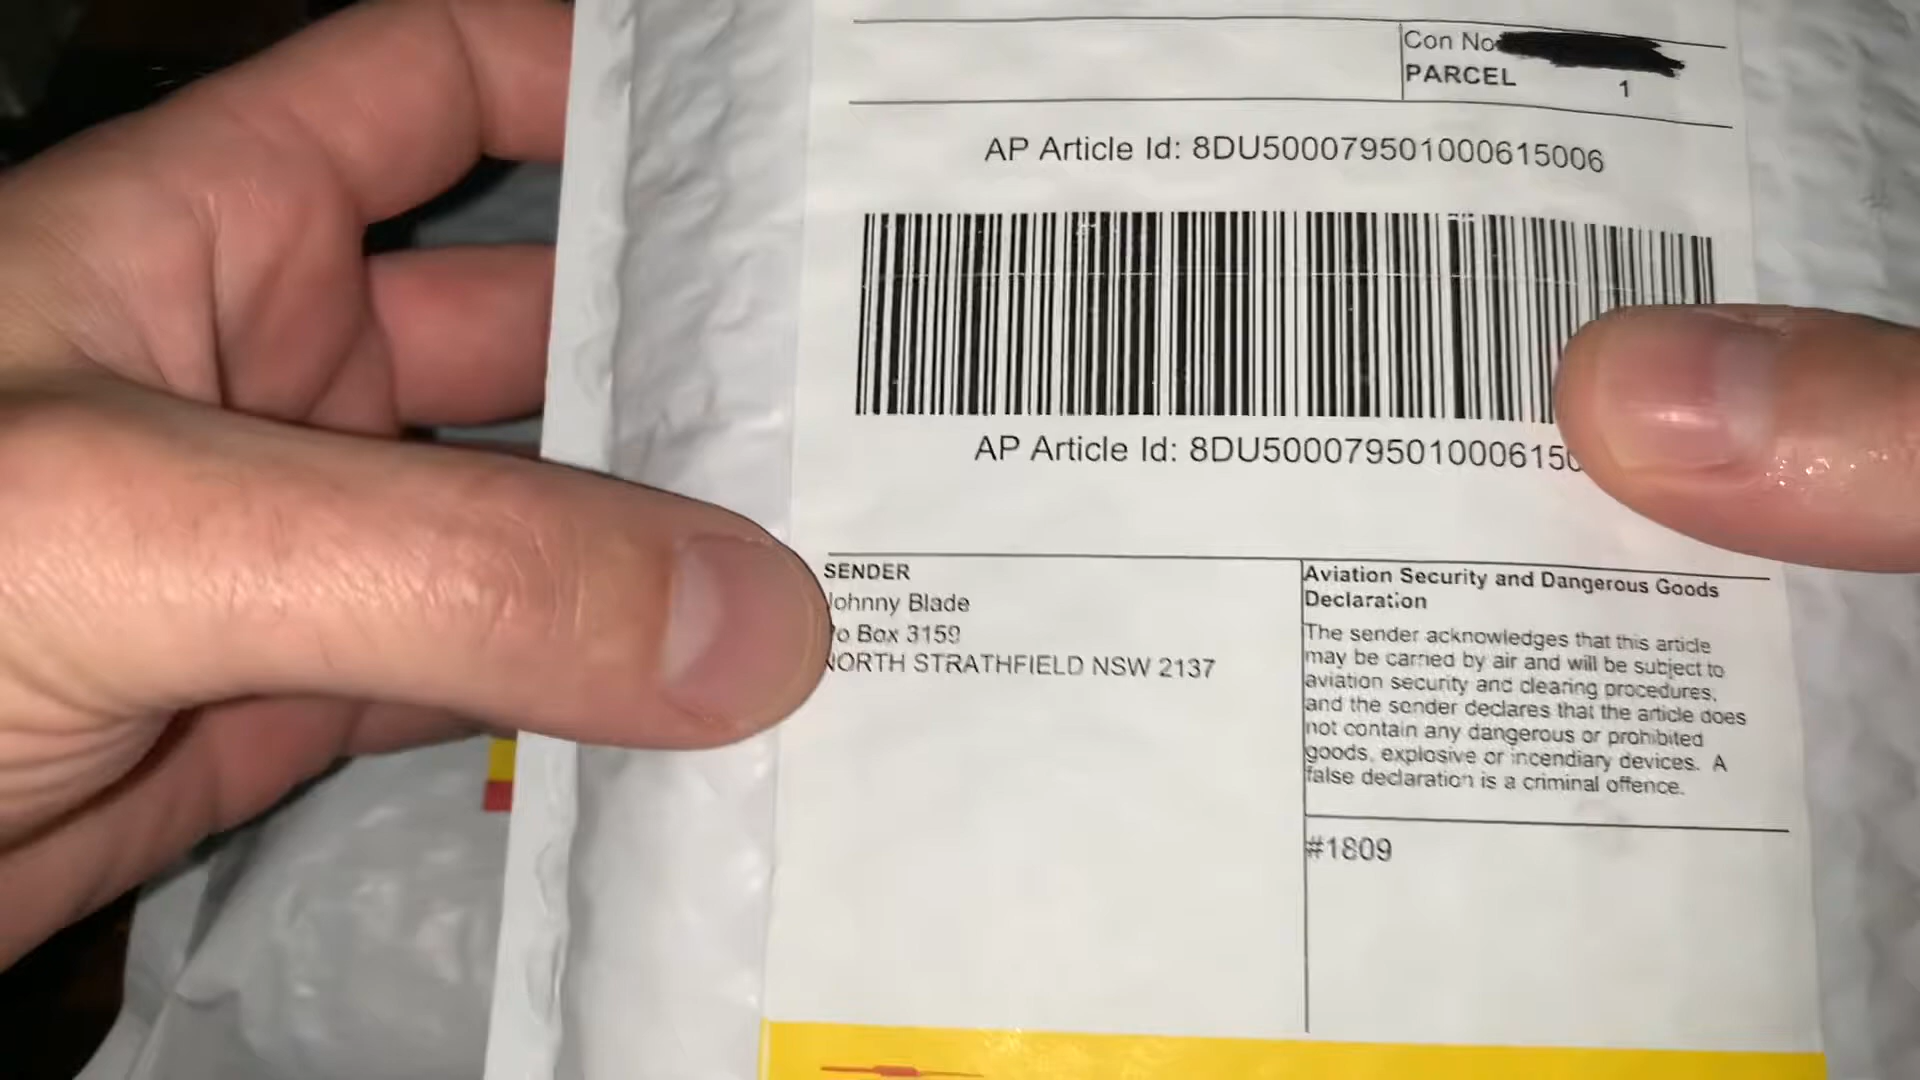 Con No
PARCEL 1
AP Article Id: 8DU500079501000615006
AP Article Id: 8DU500079501000615
SENDER
Johnny Blade
Po Box 3159
NORTH STRATHFIELD NSW 2137
Aviation Security and Dangerous Goods
Declaration
The sender acknowledges that this article
may be carried by air and will be subject to
aviation security and clearing procedures,
and the sender declares that the article does
not contain any dangerous or prohibited
goods, explosive or incendiary devices. A
false declaration is a criminal offence.
#1809